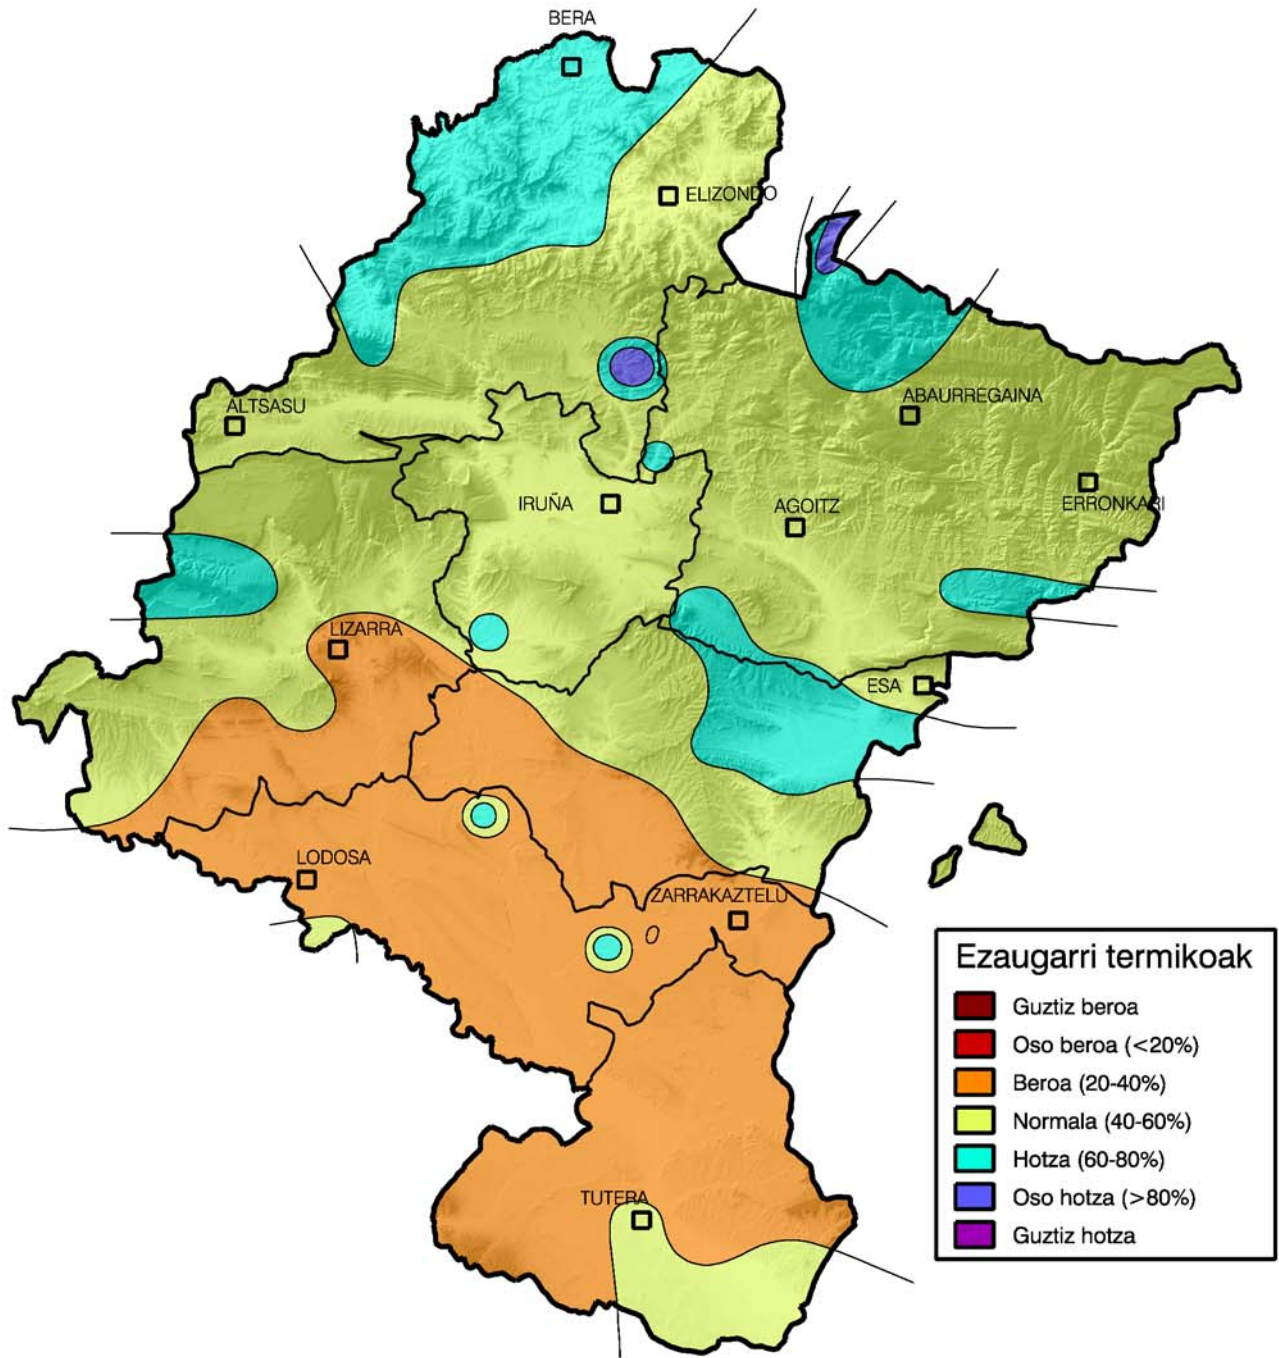 BERA
ELIZONDO
ALTSASU
ABAURREGAINA
IRUÑA
AGOITZ
ERRONKARI
LIZARRA
ESA
LODOSA
ZARRAKAZTELU
TUTERA
Ezaugarri termikoak
Guztiz beroa
Oso beroa (<20%)
Beroa (20-40%)
Normala (40-60%)
Hotza (60-80%)
Oso hotza (>80%)
Guztiz hotza